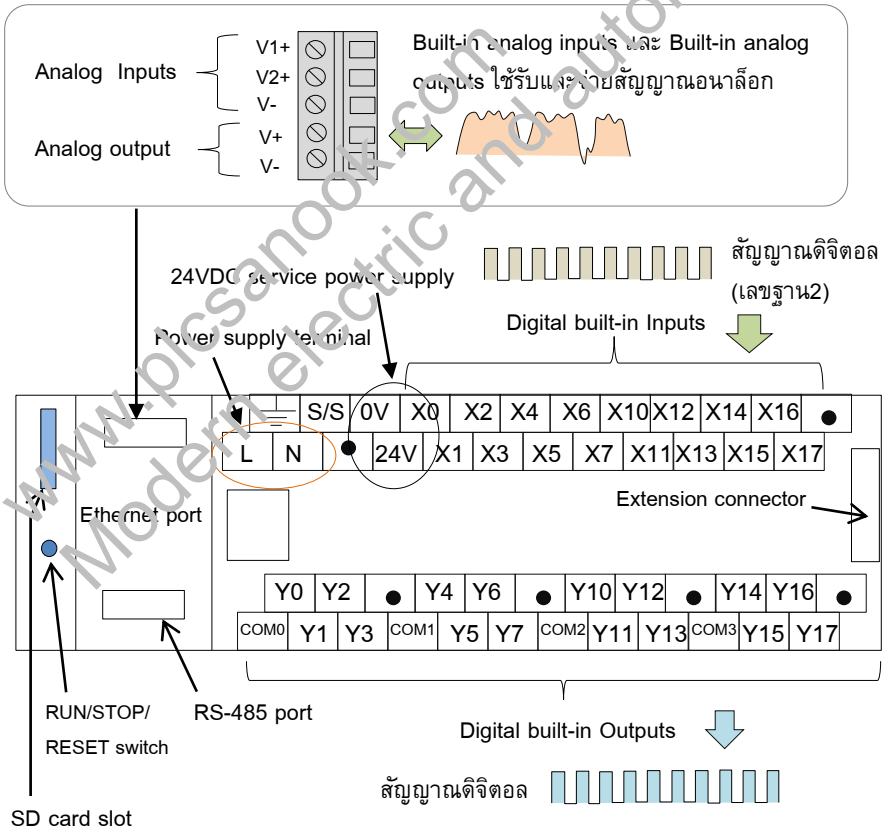 V1+
Analog Inputs
V2+
V-
V+
Analog output
V-
Built-in analog inputs และ Built-in analog
outputs ใช้รับและจ่ายสัญญาณอนาล็อก
24VDC service power supply
สัญญาณดิจิตอล
(เลขฐาน2)
Power supply terminal
Digital built-in Inputs
S/S 0V X0 X2 X4 X6 X10 X12 X14 X16
L N 24V X1 X3 X5 X7 X11 X13 X15 X17
Extension connector
Ethernet port
Y0 Y2 Y4 Y6 Y10 Y12 Y14 Y16
COM0 Y1 Y3 COM1 Y5 Y7 COM2 Y11 Y13 COM3 Y15 Y17
RUN/STOP/
RESET switch
RS-485 port
Digital built-in Outputs
สัญญาณดิจิตอล
SD card slot
www.plcsanook.com
Modern electric and